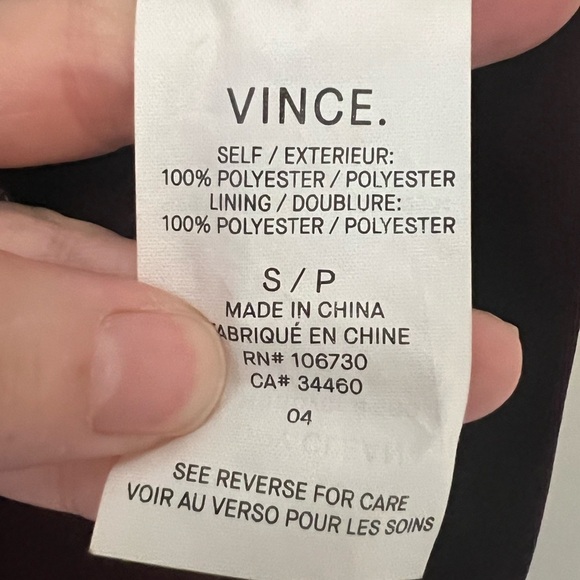 VINCE.
SELF / EXTERIEUR:
100% POLYESTER / POLYESTER
LINING / DOUBLURE:
100% POLYESTER / POLYESTER
S / P
MADE IN CHINA
FABRIQUÉ EN CHINE
RN# 106730
CA# 34460
04
SEE REVERSE FOR CARE
VOIR AU VERSO POUR LES SOINS